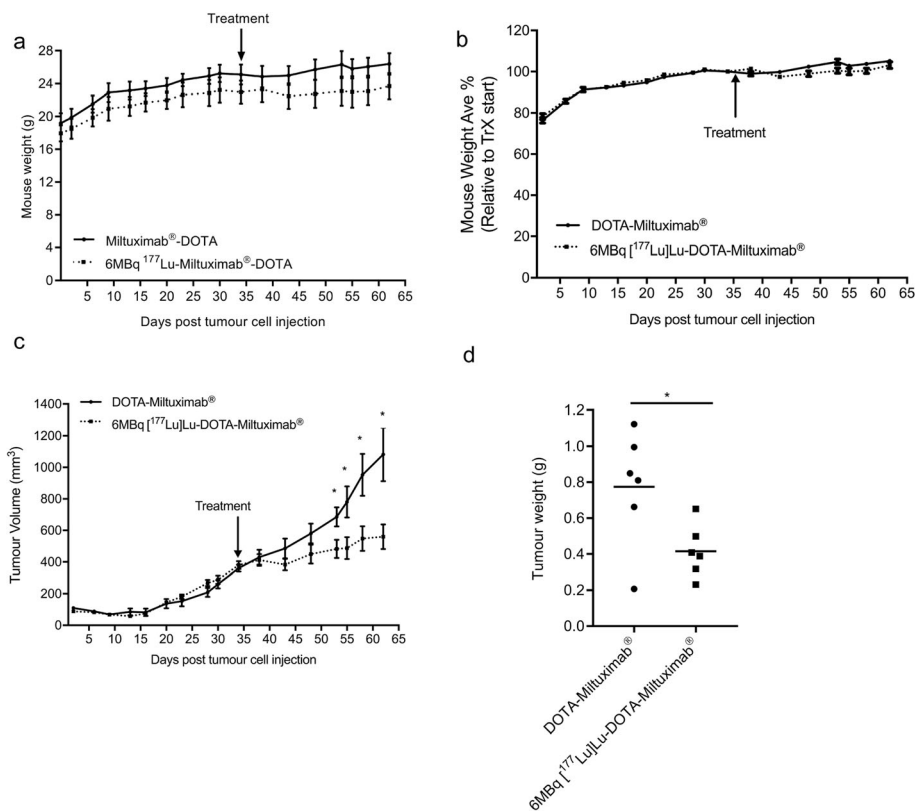 a
Treatment
Mouse weight (g)
28
24
20
16
12
8
4
0
Miltuximab®-DOTA
6MBq ¹⁷⁷Lu-Miltuximab®-DOTA
5 10 15 20 25 30 35 40 45 50 55 60 65
Days post tumour cell injection
b
Mouse Weight Ave %
(Relative to TrX start)
120
100
80
60
40
20
0
Treatment
DOTA-Miltuximab®
6MBq [¹⁷⁷Lu]Lu-DOTA-Miltuximab®
5 10 15 20 25 30 35 40 45 50 55 60 65
Days post tumour cell injection
c
DOTA-Miltuximab®
6MBq [¹⁷⁷Lu]Lu-DOTA-Miltuximab®
Tumour Volume (mm³)
1400
1200
1000
800
600
400
200
0
Treatment
* * * *
5 10 15 20 25 30 35 40 45 50 55 60 65
Days post tumour cell injection
d
*
Tumour weight (g)
1.2
1.0
0.8
0.6
0.4
0.2
0.0
DOTA-Miltuximab®
6MBq [¹⁷⁷Lu]Lu-DOTA-Miltuximab®